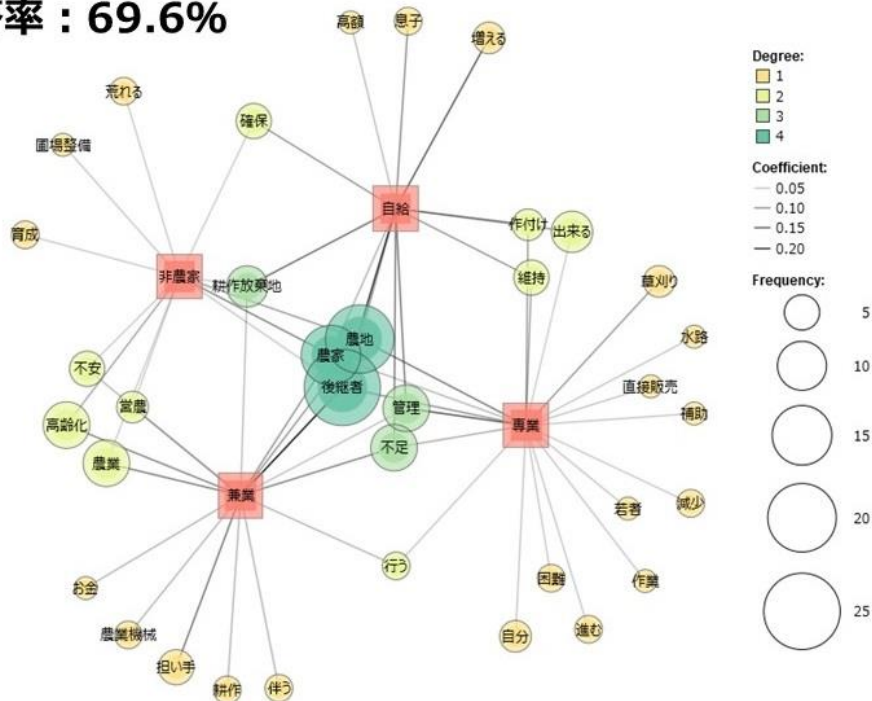 率：69.6%
高額
息子
増える
荒れる
確保
圃場整備
自給
作付け
出来る
育成
非農家
耕作放棄地
維持
草刈り
農地
水路
農家
不安
後継者
直接販売
営農
管理
補助
高齢化
専業
不足
農業
兼業
若者
減少
行う
お金
困難
作業
農業機械
自分
進む
担い手
耕作
伴う
Degree:
1
2
3
4
Coefficient:
0.05
0.10
0.15
0.20
Frequency:
5
10
15
20
25